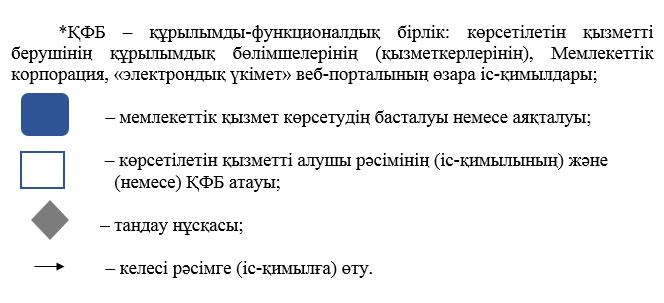 *ҚФБ – құрылымды-функционалдық бірлік: көрсетілетін қызметті
берушінің құрылымдық бөлімшелерінің (қызметкерлерінің), Мемлекеттік
корпорация, «электрондық үкімет» веб-порталының өзара іс-қимылдары;
– мемлекеттік қызмет көрсетудің басталуы немесе аяқталуы;
– көрсетілетін қызметті алушы рәсімінің (іс-қимылының) және
(немесе) ҚФБ атауы;
– таңдау нұсқасы;
– келесі рәсімге (іс-қимылға) өту.